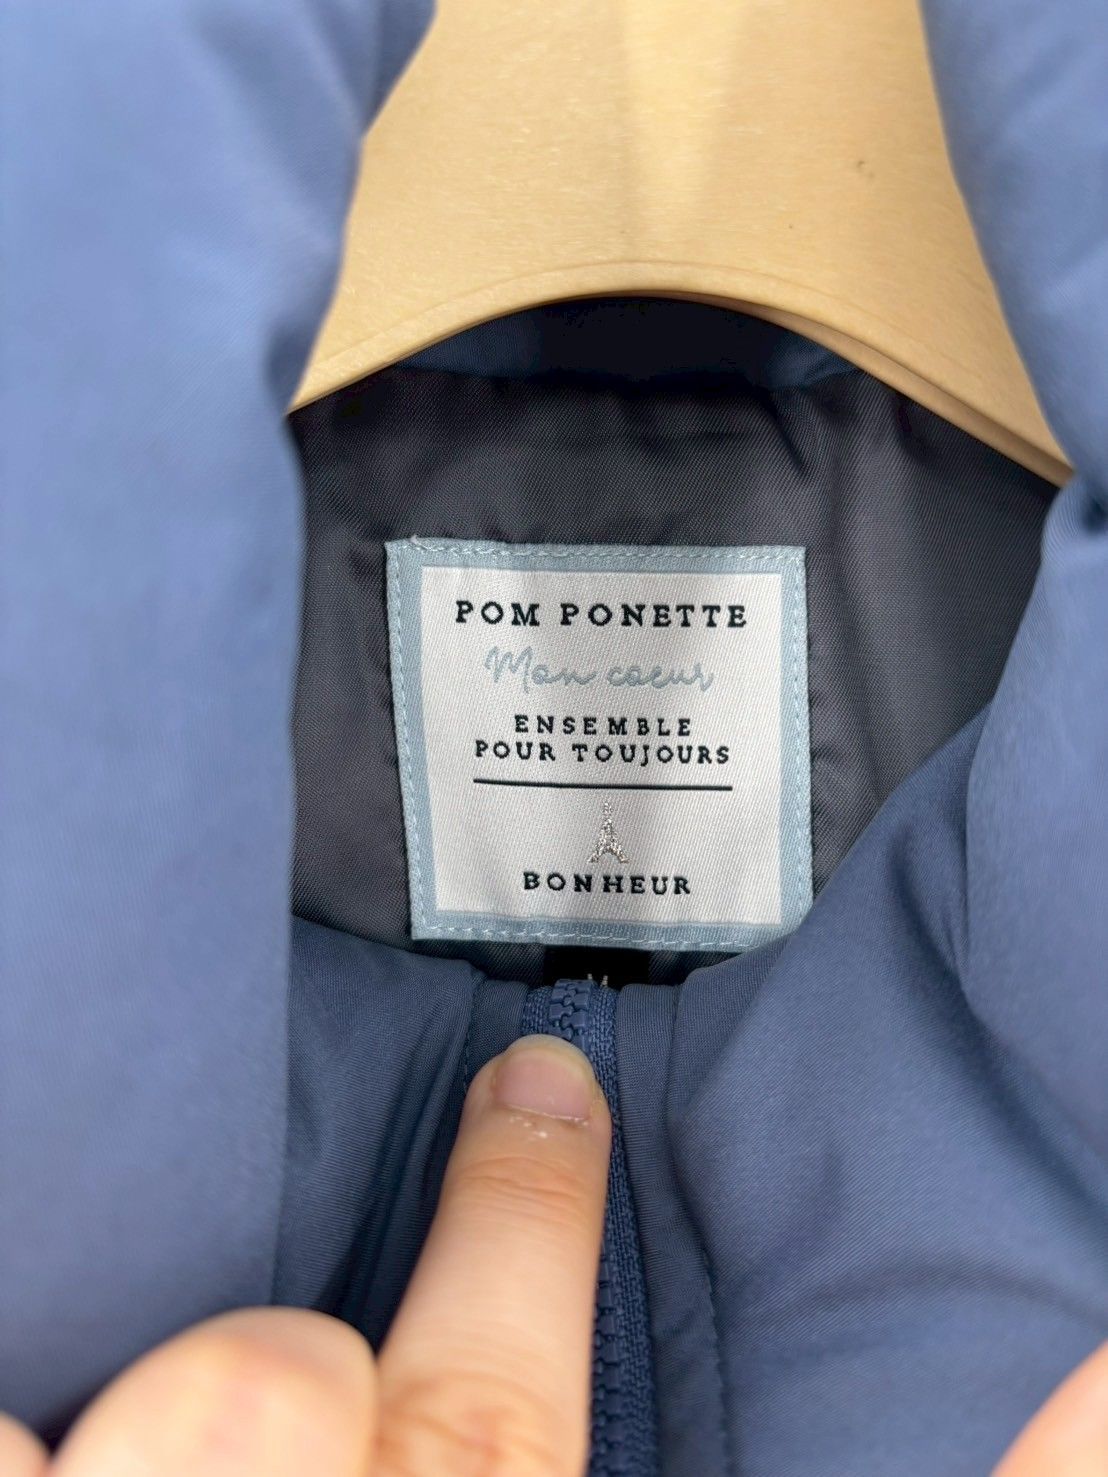 POM PONETTE
Mon coeur
ENSEMBLE
POUR TOUJOURS
BONHEUR